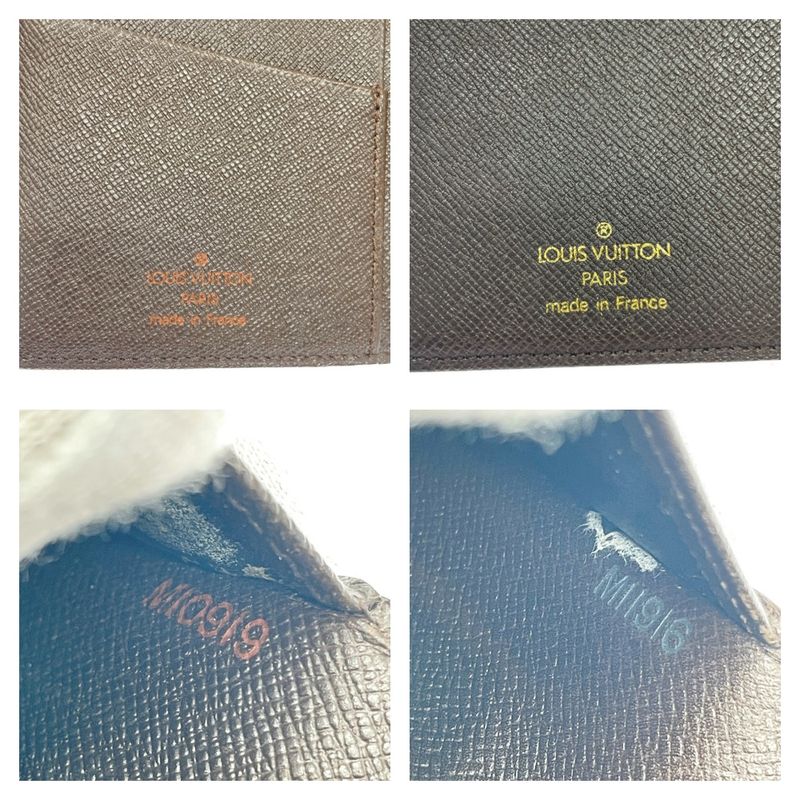 ®
LOUIS VUITTON
PARIS
made in France
®
LOUIS VUITTON
PARIS
made in France
MI0919
MI1916